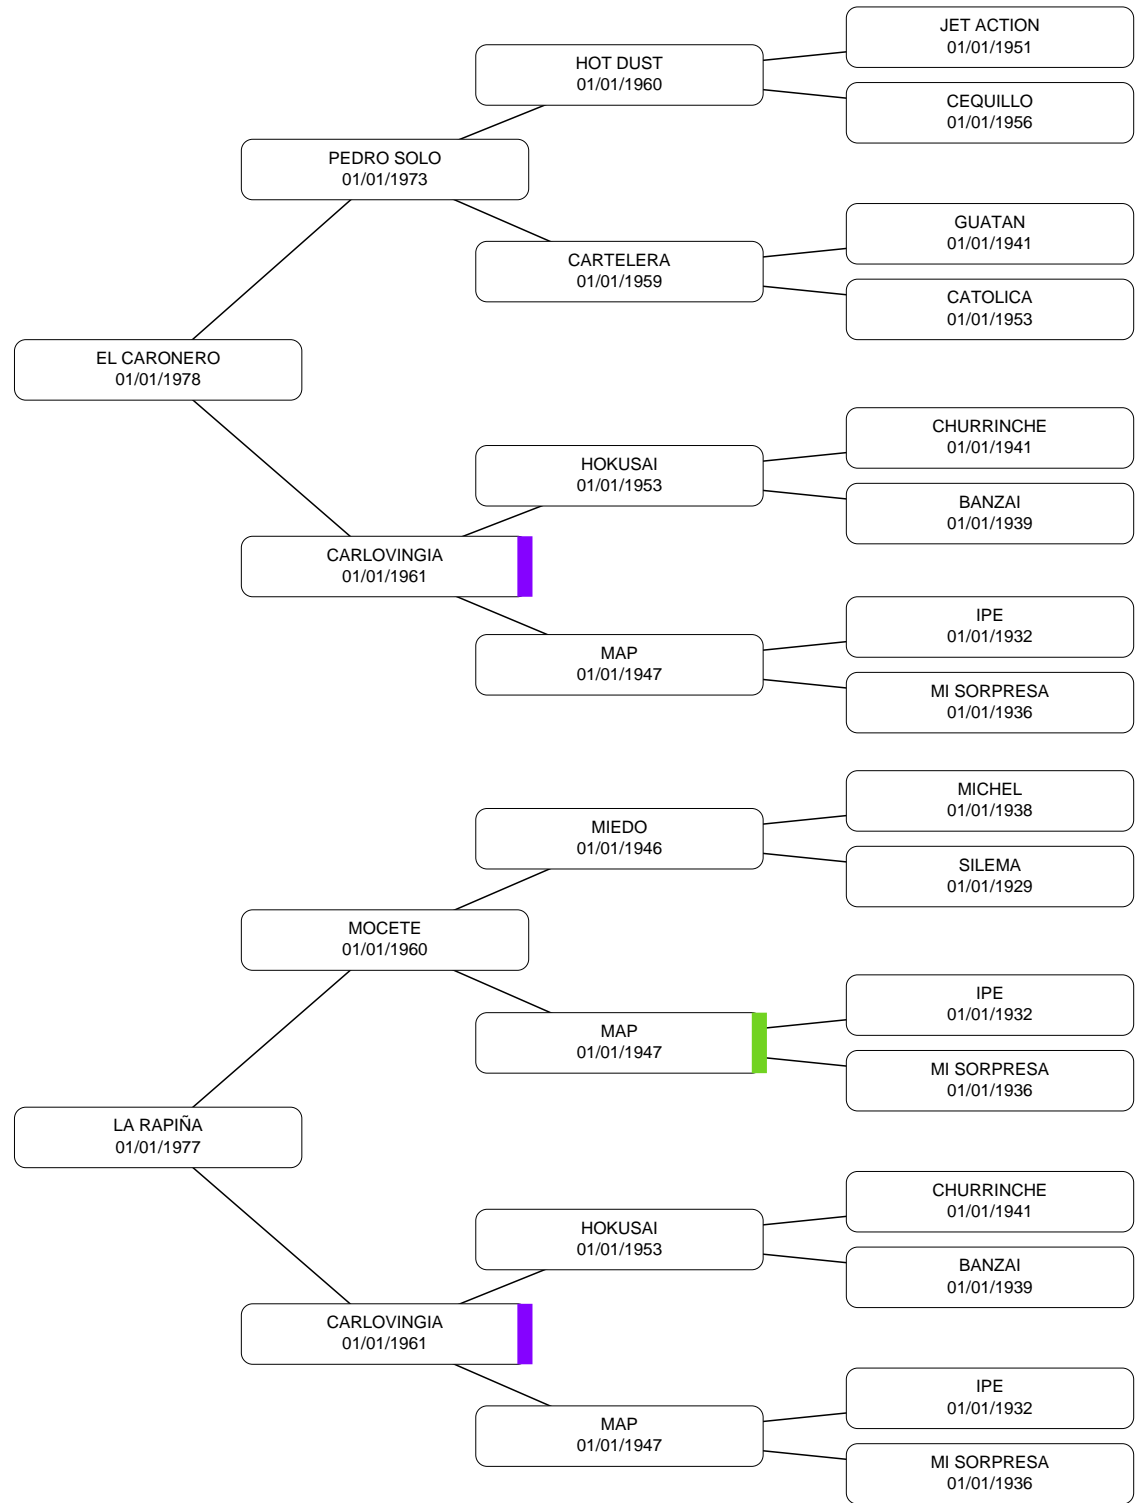 JET ACTION
01/01/1951
HOT DUST
01/01/1960
CEQUILLO
01/01/1956
PEDRO SOLO
01/01/1973
GUATAN
01/01/1941
CARTELERA
01/01/1959
CATOLICA
01/01/1953
EL CARONERO
01/01/1978
CHURRINCHE
01/01/1941
HOKUSAI
01/01/1953
BANZAI
01/01/1939
CARLOVINGIA
01/01/1961
IPE
01/01/1932
MAP
01/01/1947
MI SORPRESA
01/01/1936
MICHEL
01/01/1938
MIEDO
01/01/1946
SILEMA
01/01/1929
MOCETE
01/01/1960
IPE
01/01/1932
MAP
01/01/1947
MI SORPRESA
01/01/1936
LA RAPIÑA
01/01/1977
CHURRINCHE
01/01/1941
HOKUSAI
01/01/1953
BANZAI
01/01/1939
CARLOVINGIA
01/01/1961
IPE
01/01/1932
MAP
01/01/1947
MI SORPRESA
01/01/1936